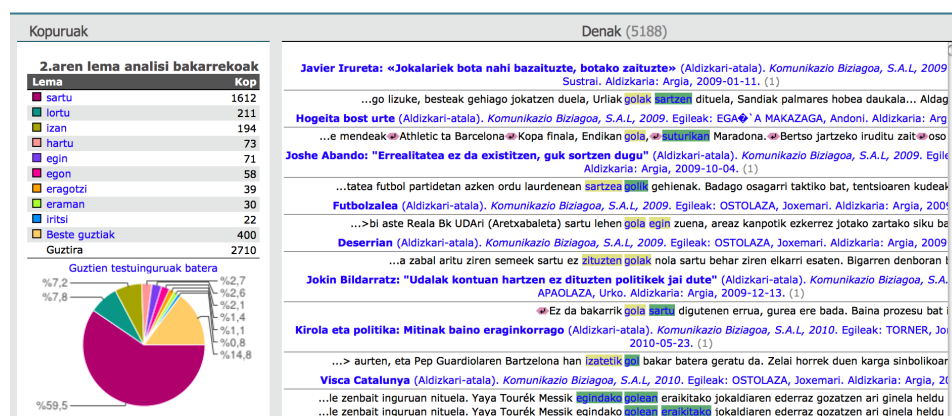 Kopuruak
2.aren lema analisi bakarrekoak
Lema Kop
sartu 1612
lortu 211
izan 194
hartu 73
egin 71
egon 58
eragotzi 39
eraman 30
iritsi 22
Beste guztiak 400
Guztira 2710
Guztien testuinguruak batera
%7,2
%7,8
%59,5
%2,7
%2,6
%2,1
%1,4
%1,1
%0,8
%14,8
Denak (5188)
Javier Irureta: «Jokalariek bota nahi bazaituzte, botako zaituzte» (Aldizkari-atala). Komunikazio Biziagoa, S.A.L, 2009
Sustrai. Aldizkaria: Argia, 2009-01-11. (1)
...go lizuke, besteak gehiago jokatzen duela, Urliak golak sartzen dituela, Sandiak palmares hobea daukala... Aldag
Hogeita bost urte (Aldizkari-atala). Komunikazio Biziagoa, S.A.L, 2009. Egileak: EGA�`A MAKAZAGA, Andoni. Aldizkaria: Arg
...e mendeak Athletic ta Barcelona Kopa finala, Endikan gola, suturikan Maradona. Bertso jartzeko iruditu zait oso
Joshe Abando: "Errealitatea ez da existitzen, guk sortzen dugu" (Aldizkari-atala). Komunikazio Biziagoa, S.A.L, 2009. Egile
Aldizkaria: Argia, 2009-10-04. (1)
...tatea futbol partidetan azken ordu laurdenean sartzea golik gehienak. Badago osagarri taktiko bat, tentsioaren kudeak
Futbolzalea (Aldizkari-atala). Komunikazio Biziagoa, S.A.L, 2009. Egileak: OSTOLAZA, Joxemari. Aldizkaria: Argia, 2009
...>bi aste Reala Bk UDAri (Aretxabaleta) sartu lehen gola egin zuena, areaz kanpotik ezkerrez jotako zartako siku ba
Deserrian (Aldizkari-atala). Komunikazio Biziagoa, S.A.L, 2009. Egileak: OSTOLAZA, Joxemari. Aldizkaria: Argia, 2009
...a zabal aritu ziren semeek sartu ez zituzten golak nola sartu behar ziren elkarri esaten. Bigarren denboran b
Jokin Bildarratz: "Udalak kontuan hartzen ez dituzten politikek jai dute" (Aldizkari-atala). Komunikazio Biziagoa, S.A.
APAOLAZA, Urko. Aldizkaria: Argia, 2009-12-13. (1)
Ez da bakarrik gola sartu digutenen errua, gurea ere bada. Baina prozesu bat i
Kirola eta politika: Mitinak baino eraginkorrago (Aldizkari-atala). Komunikazio Biziagoa, S.A.L, 2010. Egileak: TORNER, Jo
2010-05-23. (1)
...> aurten, eta Pep Guardiolaren Bartzelona han izatetik gol bakar batera geratu da. Zelai horrek duen karga sinbolikoar
Visca Catalunya (Aldizkari-atala). Komunikazio Biziagoa, S.A.L, 2010. Egileak: OSTOLAZA, Joxemari. Aldizkaria: Argia, 20
...le zenbait inguruan nituela. Yaya Tourék Messik egindako golean eraikitako jokaldiaren ederraz gozatzen ari ginela heldu
...le zenbait inguruan nituela. Yaya Tourék Messik egindako golean eraikitako jokaldiaren ederraz gozatzen ari ginela heldu